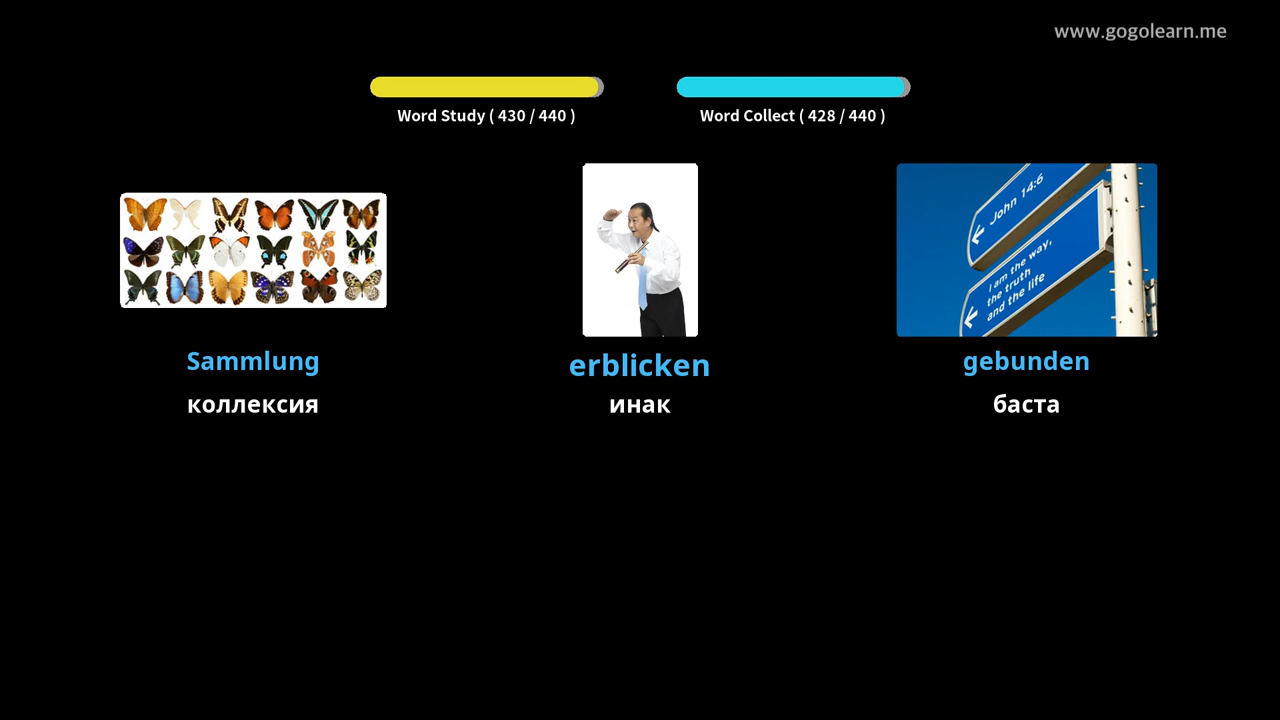 www.gogolearn.me
Word Study ( 430 / 440 )
Word Collect ( 428 / 440 )
John 14:6
I am the way,
the truth
and the life
Sammlung
erblicken
gebunden
коллексия
инак
баста